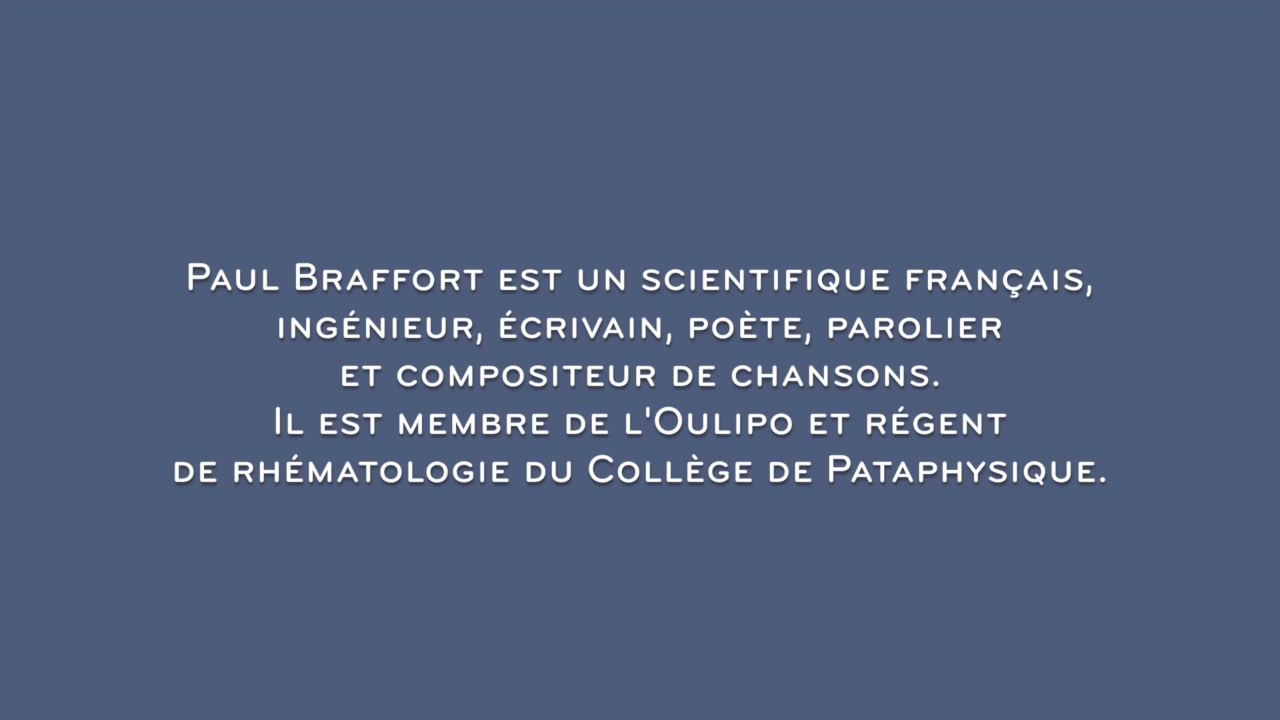 Paul Braffort est un scientifique français,
ingénieur, écrivain, poète, parolier
et compositeur de chansons.
Il est membre de l'Oulipo et régent
de rhématologie du Collège de Pataphysique.